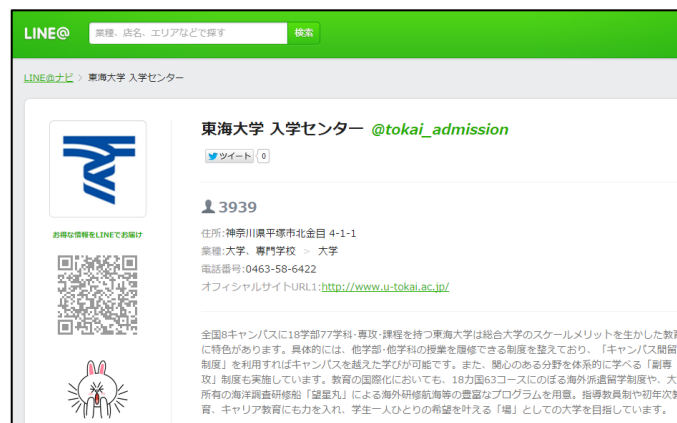 LINE@
業種、店名、エリアなどで探す
検索
LINE@ナビ > 東海大学 入学センター
東海大学 入学センター @tokai_admission
ツイート 0
3939
お得な情報をLINEでお届け
住所:神奈川県平塚市北金目 4-1-1
業種:大学、専門学校 > 大学
電話番号:0463-58-6422
オフィシャルサイトURL1:http://www.u-tokai.ac.jp/
全国8キャンパスに18学部77学科・専攻・課程を持つ東海大学は総合大学のスケールメリットを生かした教育
に特色があります。具体的には、他学部・他学科の授業を履修できる制度を整えており、「キャンパス間留
制度」を利用すればキャンパスを越えた学びが可能です。また、関心のある分野を体系的に学べる「副専
攻」制度も実施しています。教育の国際化においても、18カ国63コースにのぼる海外派遣留学制度や、大
所有の海洋調査研修船「望星丸」による海外研修航海等の豊富なプログラムを用意。指導教員制や初年次教
育、キャリア教育にも力を入れ、学生一人ひとりの希望を叶える「場」としての大学を目指しています。